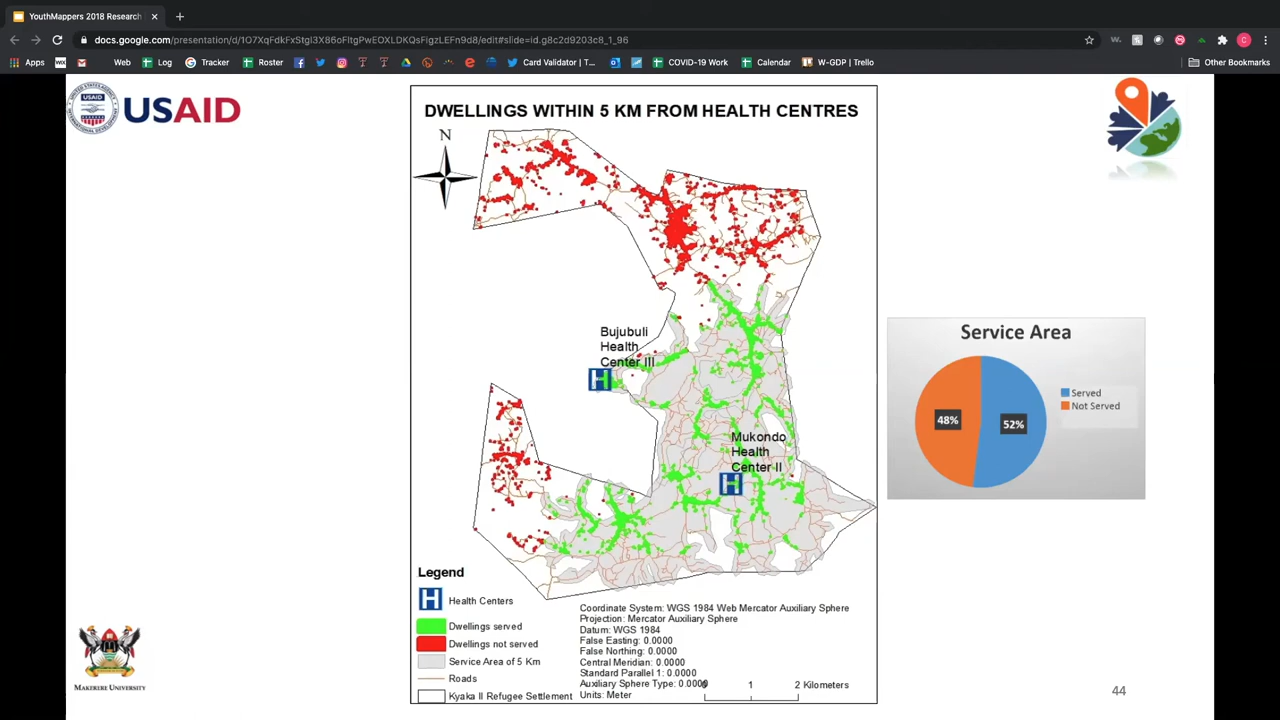 YouthMappers 2018 Research
docs.google.com/presentation/d/1O7XqFdkFxStgl3X86oFltgPwEOXLDKQsFigzLEFn9d8/edit#slide=id.g8c2d9203c8_1_96
Apps Web Log Tracker Roster Card Validator | T... COVID-19 Work Calendar W-GDP | Trello Other Bookmarks
USAID
DWELLINGS WITHIN 5 KM FROM HEALTH CENTRES
N
Bujubuli
Health
Center III
H
Mukondo
Health
Center II
H
Service Area
48%
52%
Served
Not Served
Legend
H Health Centers
Dwellings served
Dwellings not served
Service Area of 5 Km
Roads
Kyaka II Refugee Settlement
Coordinate System: WGS 1984 Web Mercator Auxiliary Sphere
Projection: Mercator Auxiliary Sphere
Datum: WGS 1984
False Easting: 0.0000
False Northing: 0.0000
Central Meridian: 0.0000
Standard Parallel 1: 0.0000
Auxiliary Sphere Type: 0.0000
Units: Meter
0 1 2 Kilometers
MAKERERE UNIVERSITY
44